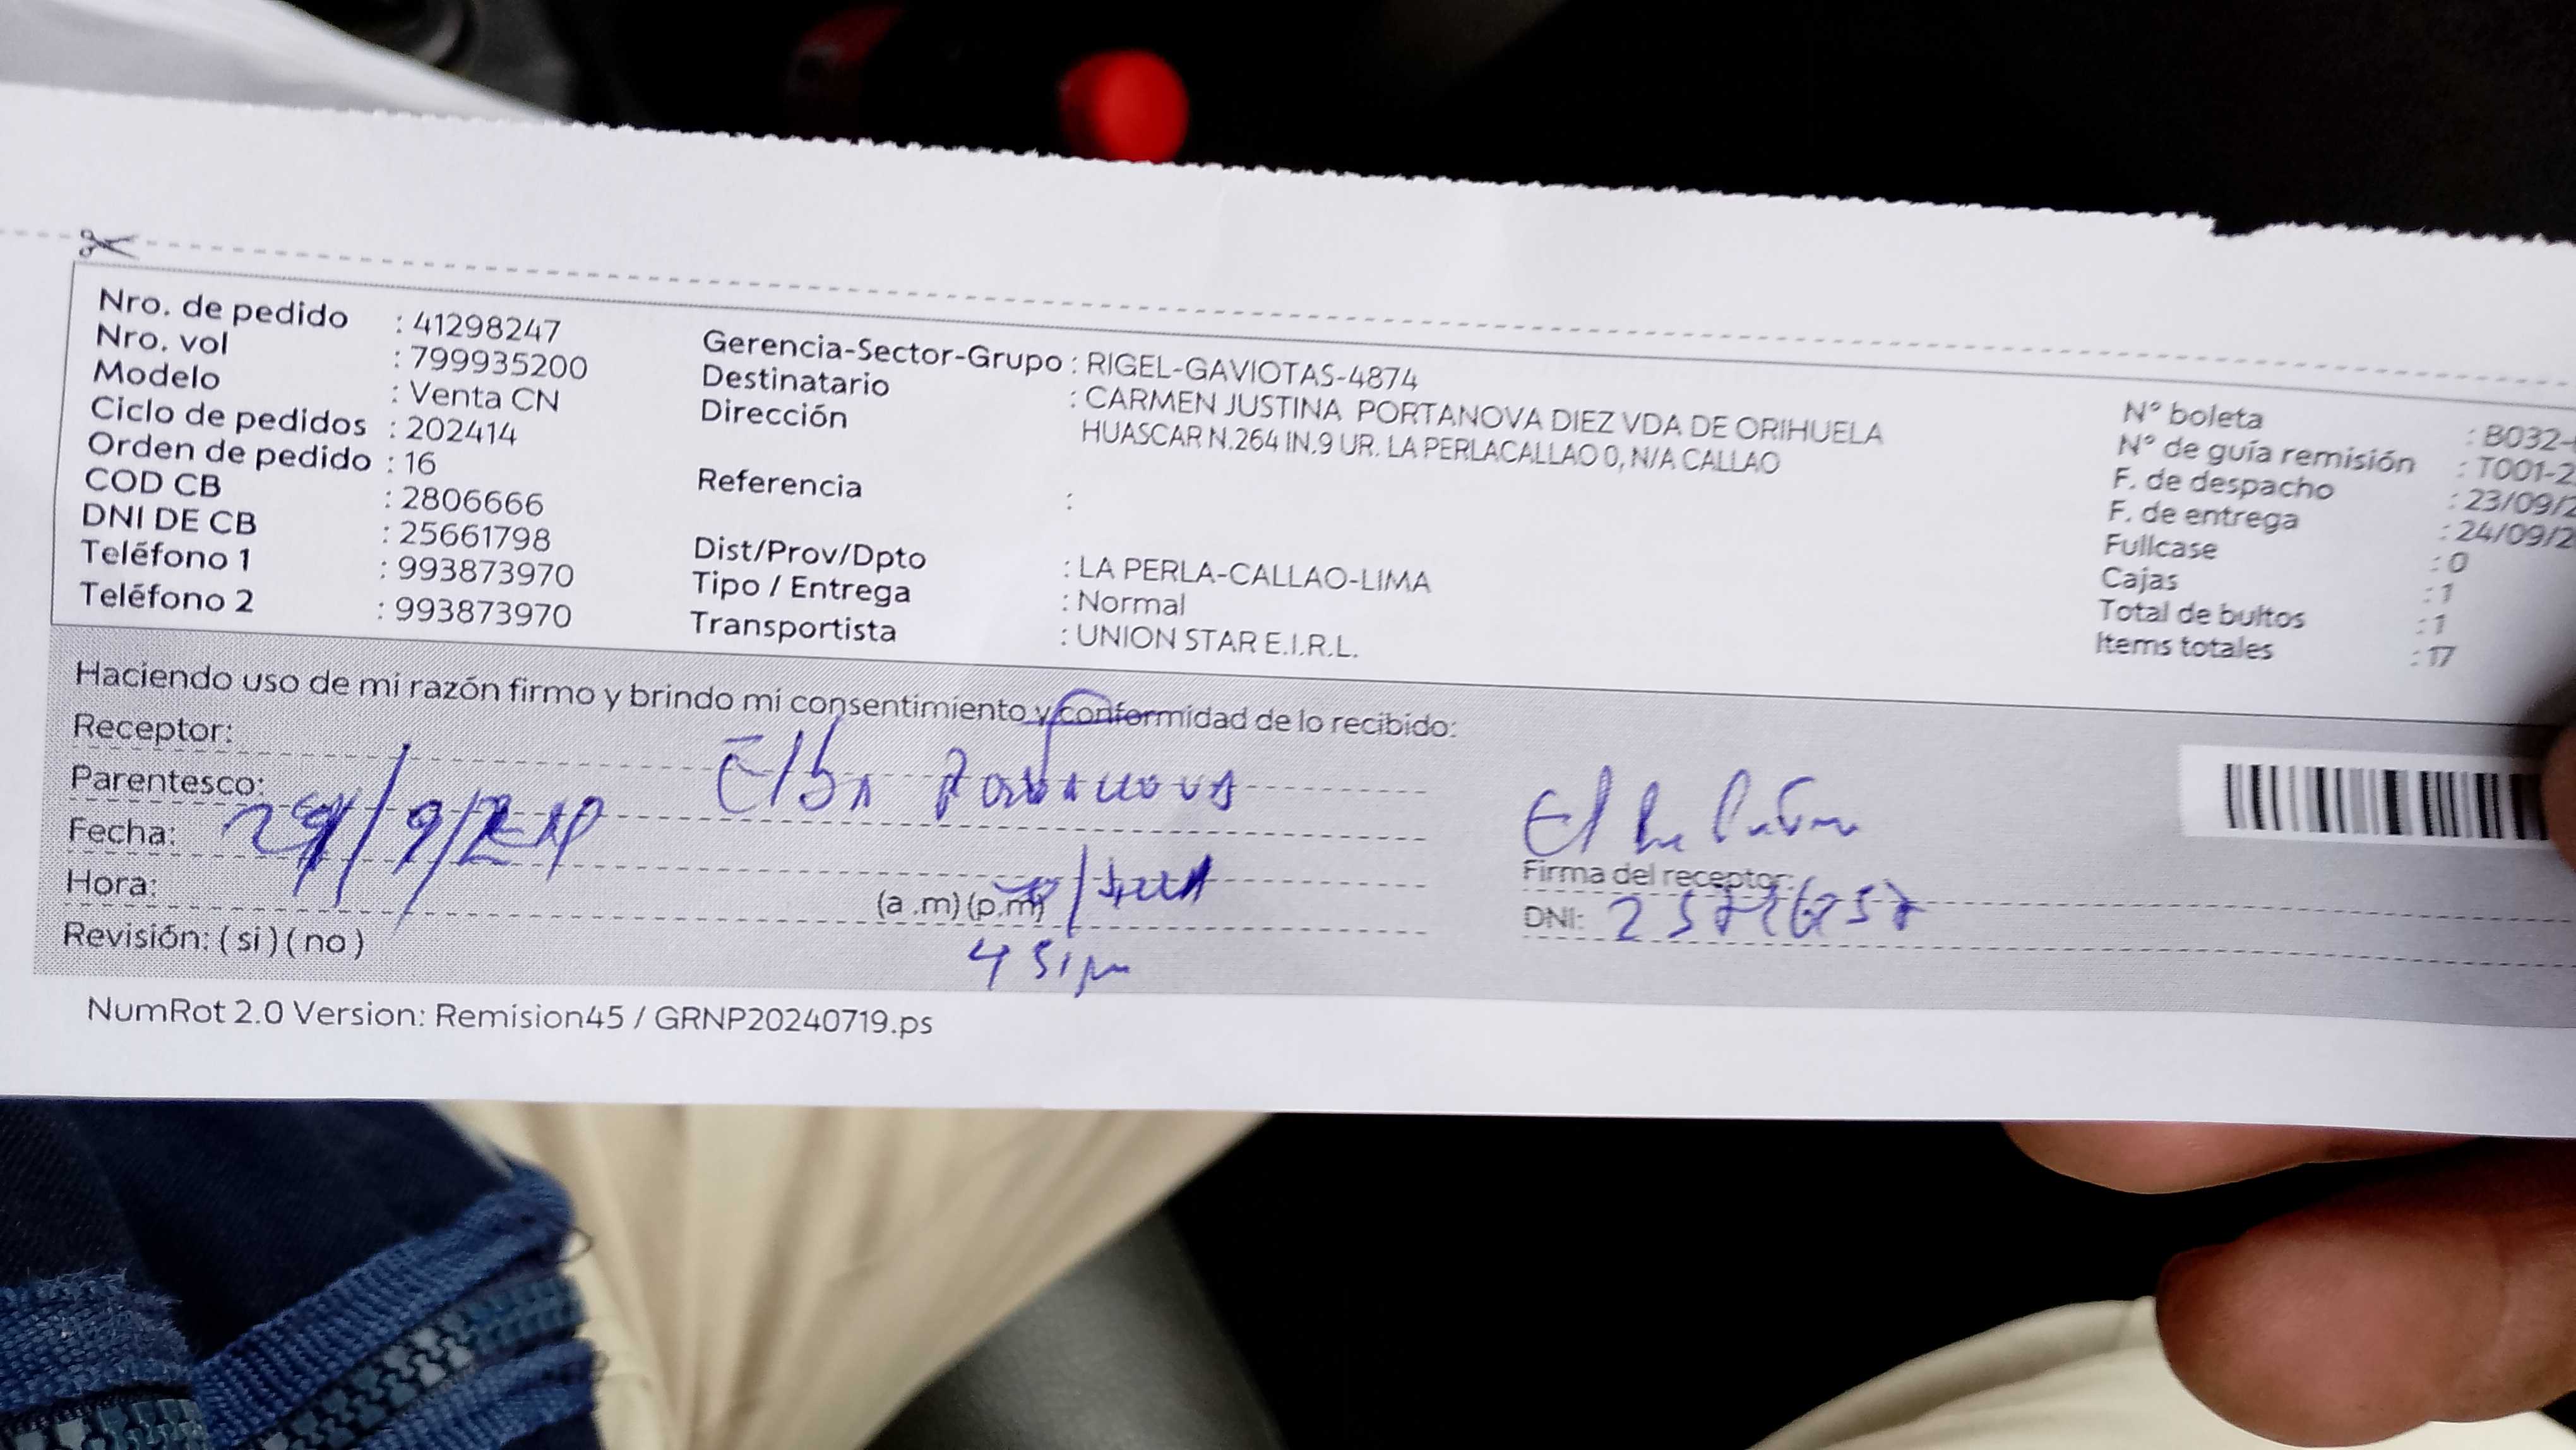 Nro. de pedido : 41298247
Nro. vol : 799935200
Modelo : Venta CN
Ciclo de pedidos : 202414
Orden de pedido : 16
COD CB : 2806666
DNI DE CB : 25661798
Teléfono 1 : 993873970
Teléfono 2 : 993873970
Gerencia-Sector-Grupo : RIGEL-GAVIOTAS-4874
Destinatario : CARMEN JUSTINA PORTANOVA DIEZ VDA DE ORIHUELA
Dirección HUASCAR N.264 IN.9 UR. LA PERLACALLAO 0, N/A CALLAO
Referencia :
Dist/Prov/Dpto : LA PERLA-CALLAO-LIMA
Tipo / Entrega : Normal
Transportista : UNION STAR E.I.R.L.
N° boleta : B032-
N° de guía remisión : T001-2
F. de despacho : 23/09/2
F. de entrega : 24/09/2
Fullcase : 0
Cajas : 1
Total de bultos : 1
Items totales : 17
Haciendo uso de mi razón firmo y brindo mi consentimiento y conformidad de lo recibido:
Receptor:
Elba Portanova
Parentesco:
Fecha:
Hora: (a .m) (p.m)
Revisión: ( si ) ( no )
Firma del receptor:
DNI:
NumRot 2.0 Version: Remision45 / GRNP20240719.ps